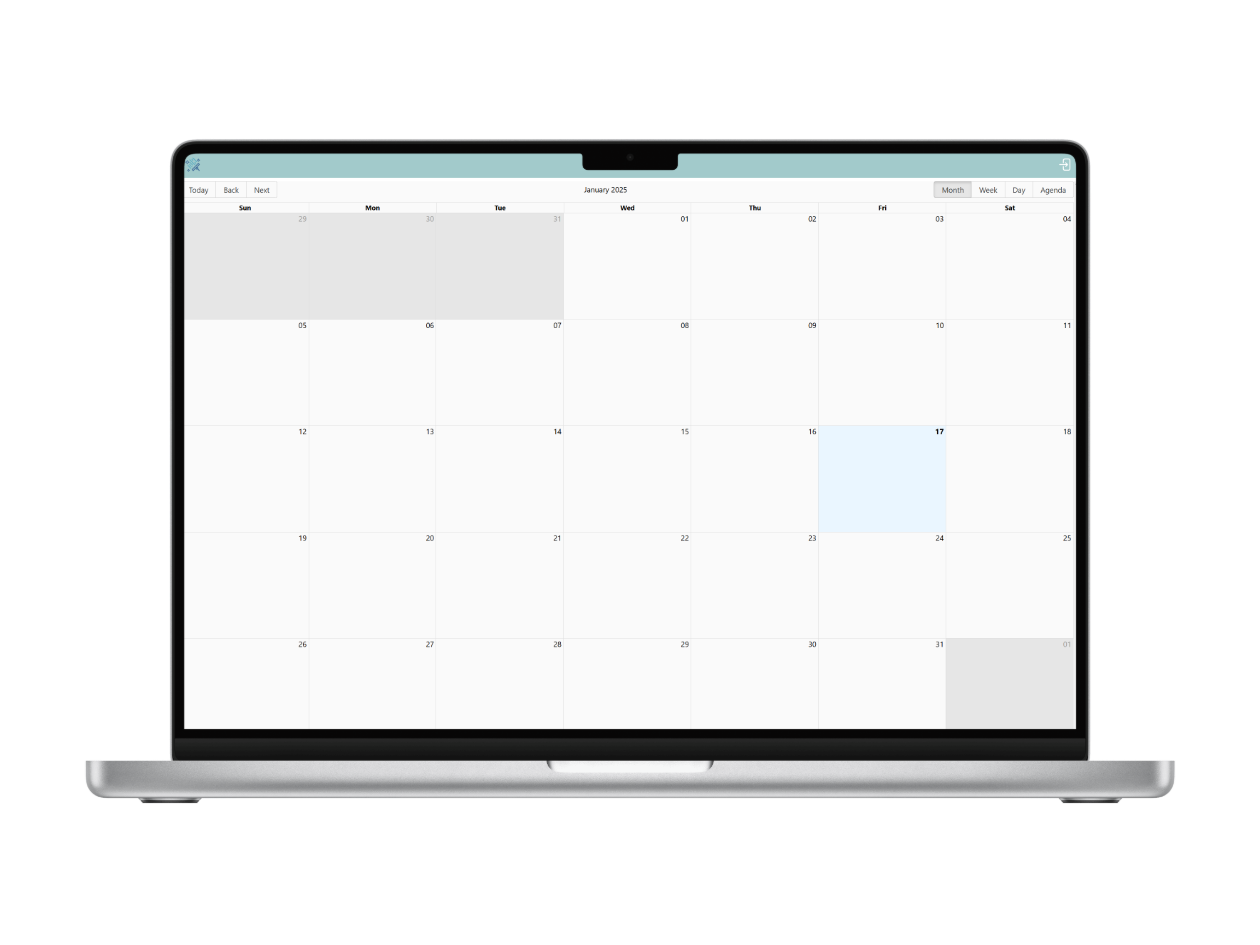 Today Back Next January 2025 Month Week Day Agenda
Sun Mon Tue Wed Thu Fri Sat
29 30 31 01 02 03 04
05 06 07 08 09 10 11
12 13 14 15 16 17 18
19 20 21 22 23 24 25
26 27 28 29 30 31 01